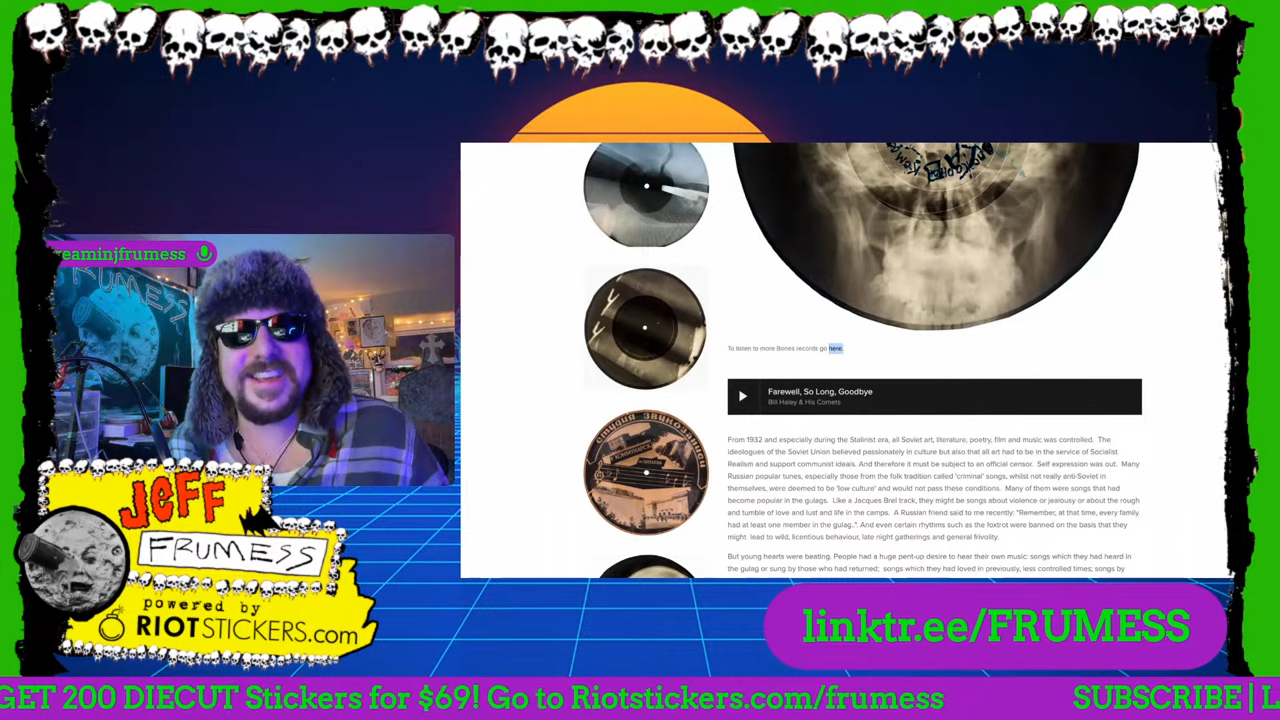 eaminjfrumess
FRUMESS
To listen to more Bones records go here.
Farewell, So Long, Goodbye
Bill Haley & His Comets
СТУДИЯ ЗВУКОЗАПИСИ
From 1932 and especially during the Stalinist era, all Soviet art, literature, poetry, film and music was controlled. The
ideologues of the Soviet Union believed passionately in culture but also that all art had to be in the service of Socialist
Realism and support communist ideals. And therefore it must be subject to an official censor. Self expression was out. Many
Russian popular tunes, especially those from the folk tradition called 'criminal' songs, whilst not really anti-Soviet in
themselves, were deemed to be 'low culture' and would not pass these conditions. Many of them were songs that had
become popular in the gulags. Like a Jacques Brel track, they might be songs about violence or jealousy or about the rough
and tumble of love and lust and life in the camps. A Russian friend said to me recently: "Remember, at that time, every family
had at least one member in the gulag..". And even certain rhythms such as the foxtrot were banned on the basis that they
might lead to wild, licentious behaviour, late night gatherings and general frivolity.
But young hearts were beating. People had a huge pent-up desire to hear their own music: songs which they had heard in
the gulag or sung by those who had returned; songs which they had loved in previously, less controlled times; songs by
JEFF
FRUMESS
powered by
RIOTSTICKERS.com
linktr.ee/FRUMESS
GET 200 DIECUT Stickers for $69! Go to Riotstickers.com/frumess
SUBSCRIBE | L